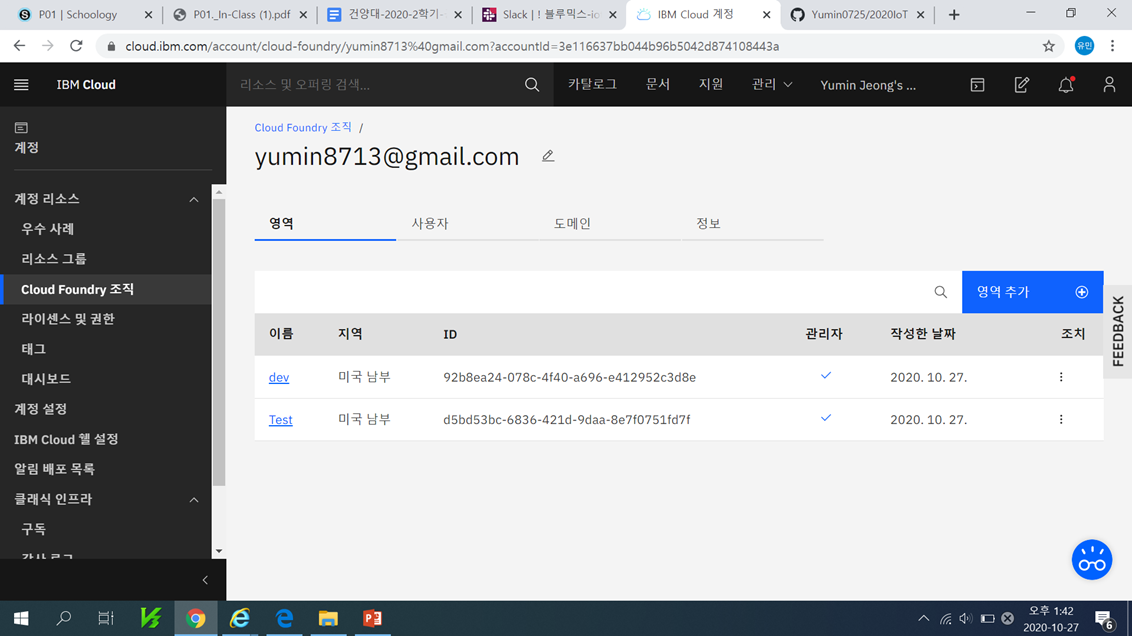 P01 | Schoology
P01._In-Class (1).pdf
건양대-2020-2학기-
Slack | ! 블루믹스-io
IBM Cloud 계정
Yumin0725/2020IoT
cloud.ibm.com/account/cloud-foundry/yumin8713%40gmail.com?accountId=3e116637bb044b96b5042d874108443a
유민
IBM Cloud
리소스 및 오퍼링 검색...
카탈로그
문서
지원
관리
Yumin Jeong's ...
계정
계정 리소스
우수 사례
리소스 그룹
Cloud Foundry 조직
라이센스 및 권한
태그
대시보드
계정 설정
IBM Cloud 쉘 설정
알림 배포 목록
클래식 인프라
구독
감사 로그
Cloud Foundry 조직 /
yumin8713@gmail.com
영역
사용자
도메인
정보
영역 추가
이름 지역 ID 관리자 작성한 날짜 조치
dev 미국 남부 92b8ea24-078c-4f40-a696-e412952c3d8e 2020. 10. 27.
Test 미국 남부 d5bd53bc-6836-421d-9daa-8e7f0751fd7f 2020. 10. 27.
FEEDBACK
오후 1:42
2020-10-27
6